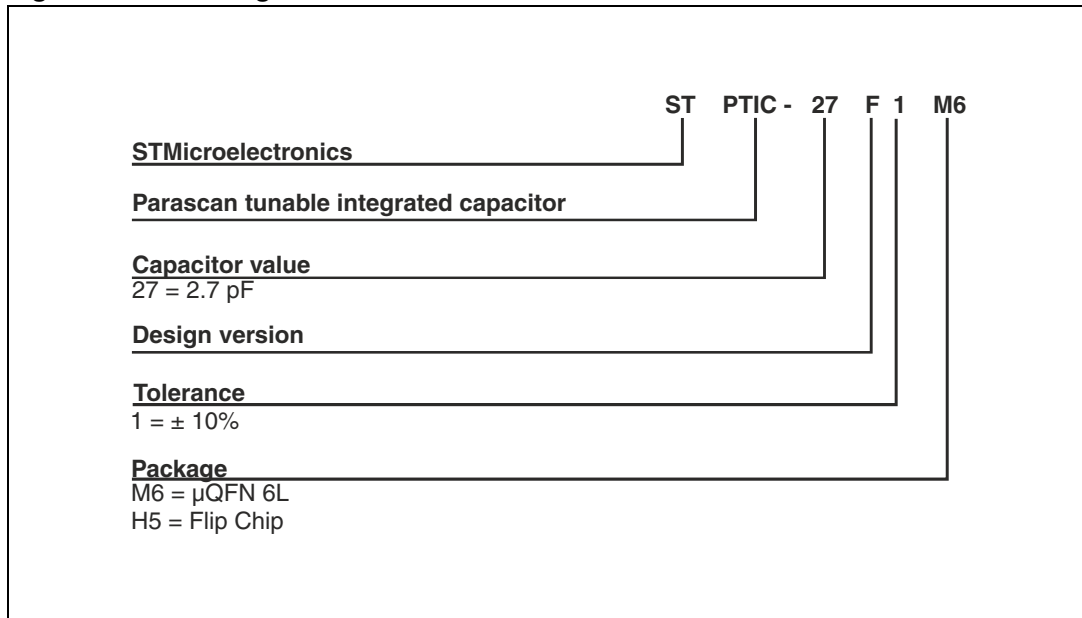 ST PTIC - 27 F 1 M6
STMicroelectronics
Parascan tunable integrated capacitor
Capacitor value
27 = 2.7 pF
Design version
Tolerance
1 = ± 10%
Package
M6 = µQFN 6L
H5 = Flip Chip